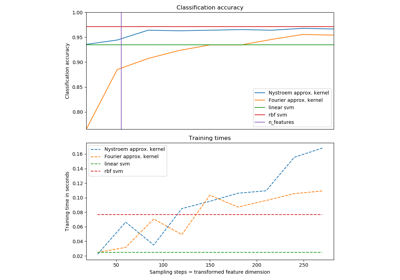 Classification accuracy
1.00
0.95
0.90
0.85
0.80
Classification accuracy
Nystroem approx. kernel
Fourier approx. kernel
linear svm
rbf svm
n_features
Training times
0.16
0.14
0.12
0.10
0.08
0.06
0.04
0.02
Training time in seconds
Nystroem approx. kernel
Fourier approx. kernel
linear svm
rbf svm
50 100 150 200 250
Sampling steps = transformed feature dimension